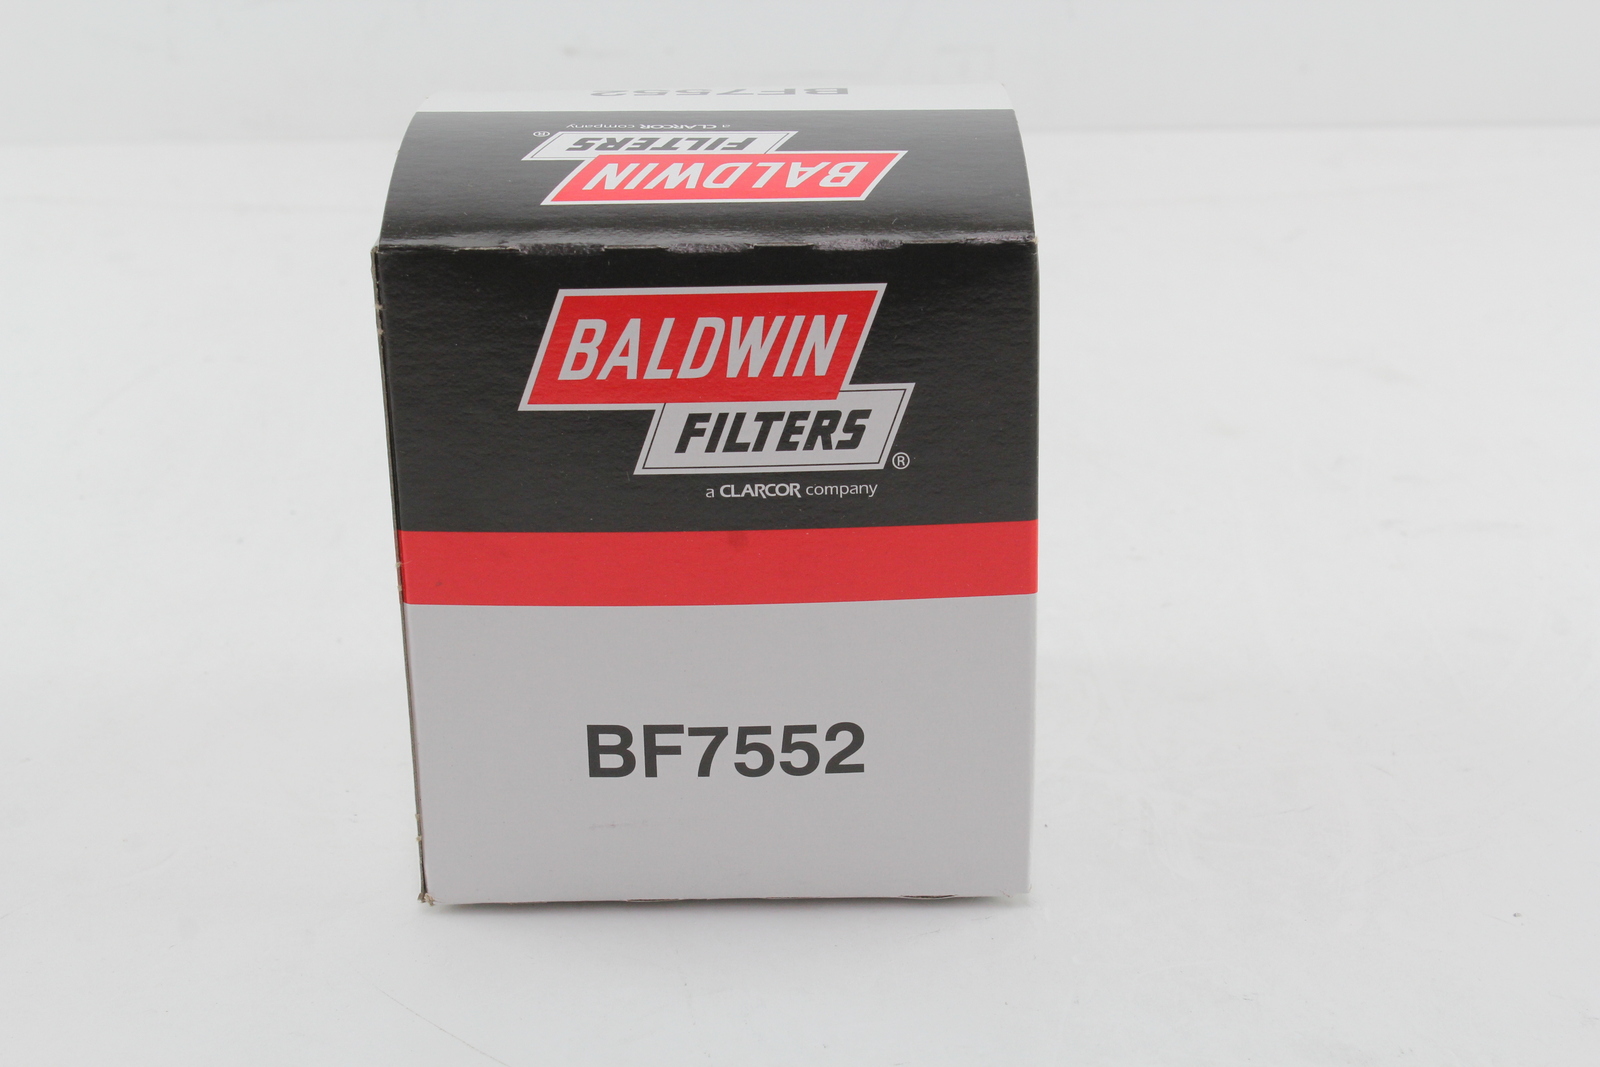 BF7552
a CLARCOR company
FILTERS ®
BALDWIN
BALDWIN
FILTERS ®
a CLARCOR company
BF7552